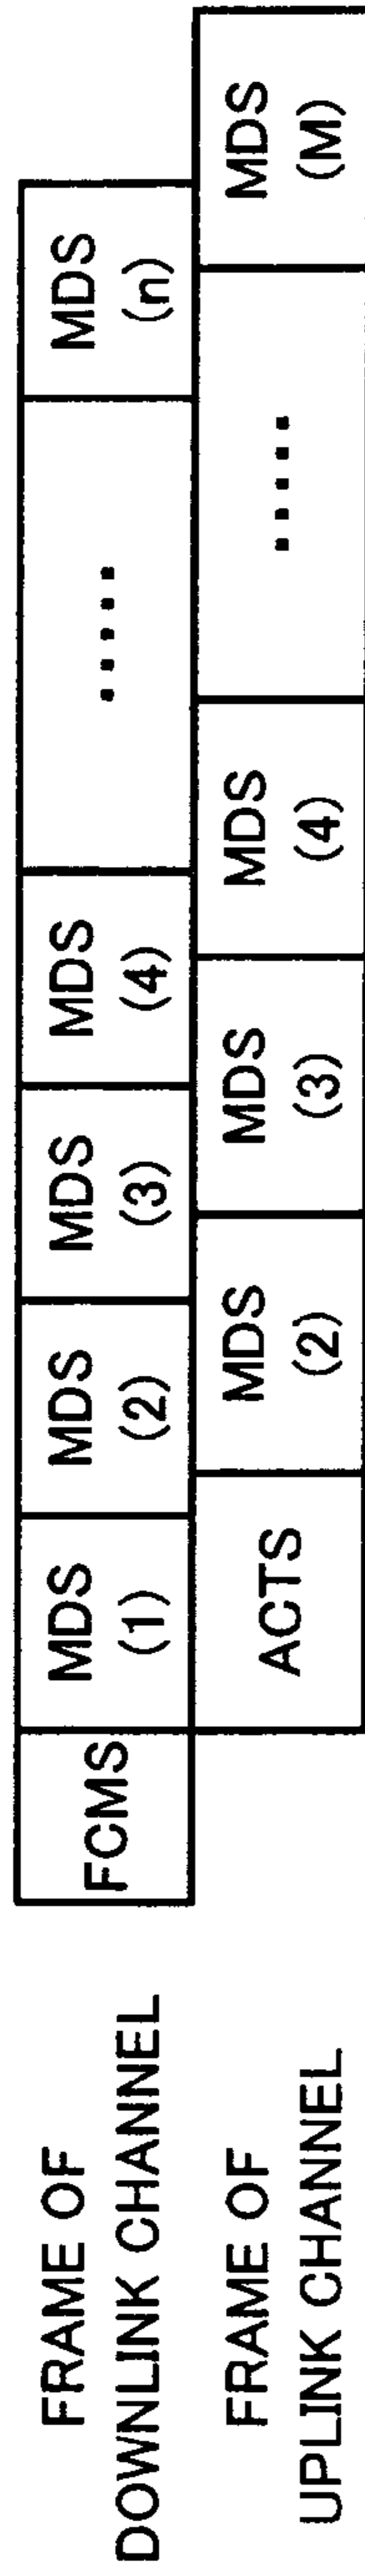 FRAME OF
DOWNLINK CHANNEL
FCMS
MDS
(1)
MDS
(2)
MDS
(3)
MDS
(4)
.....
MDS
(n)
FRAME OF
UPLINK CHANNEL
ACTS
MDS
(2)
MDS
(3)
MDS
(4)
.....
MDS
(M)